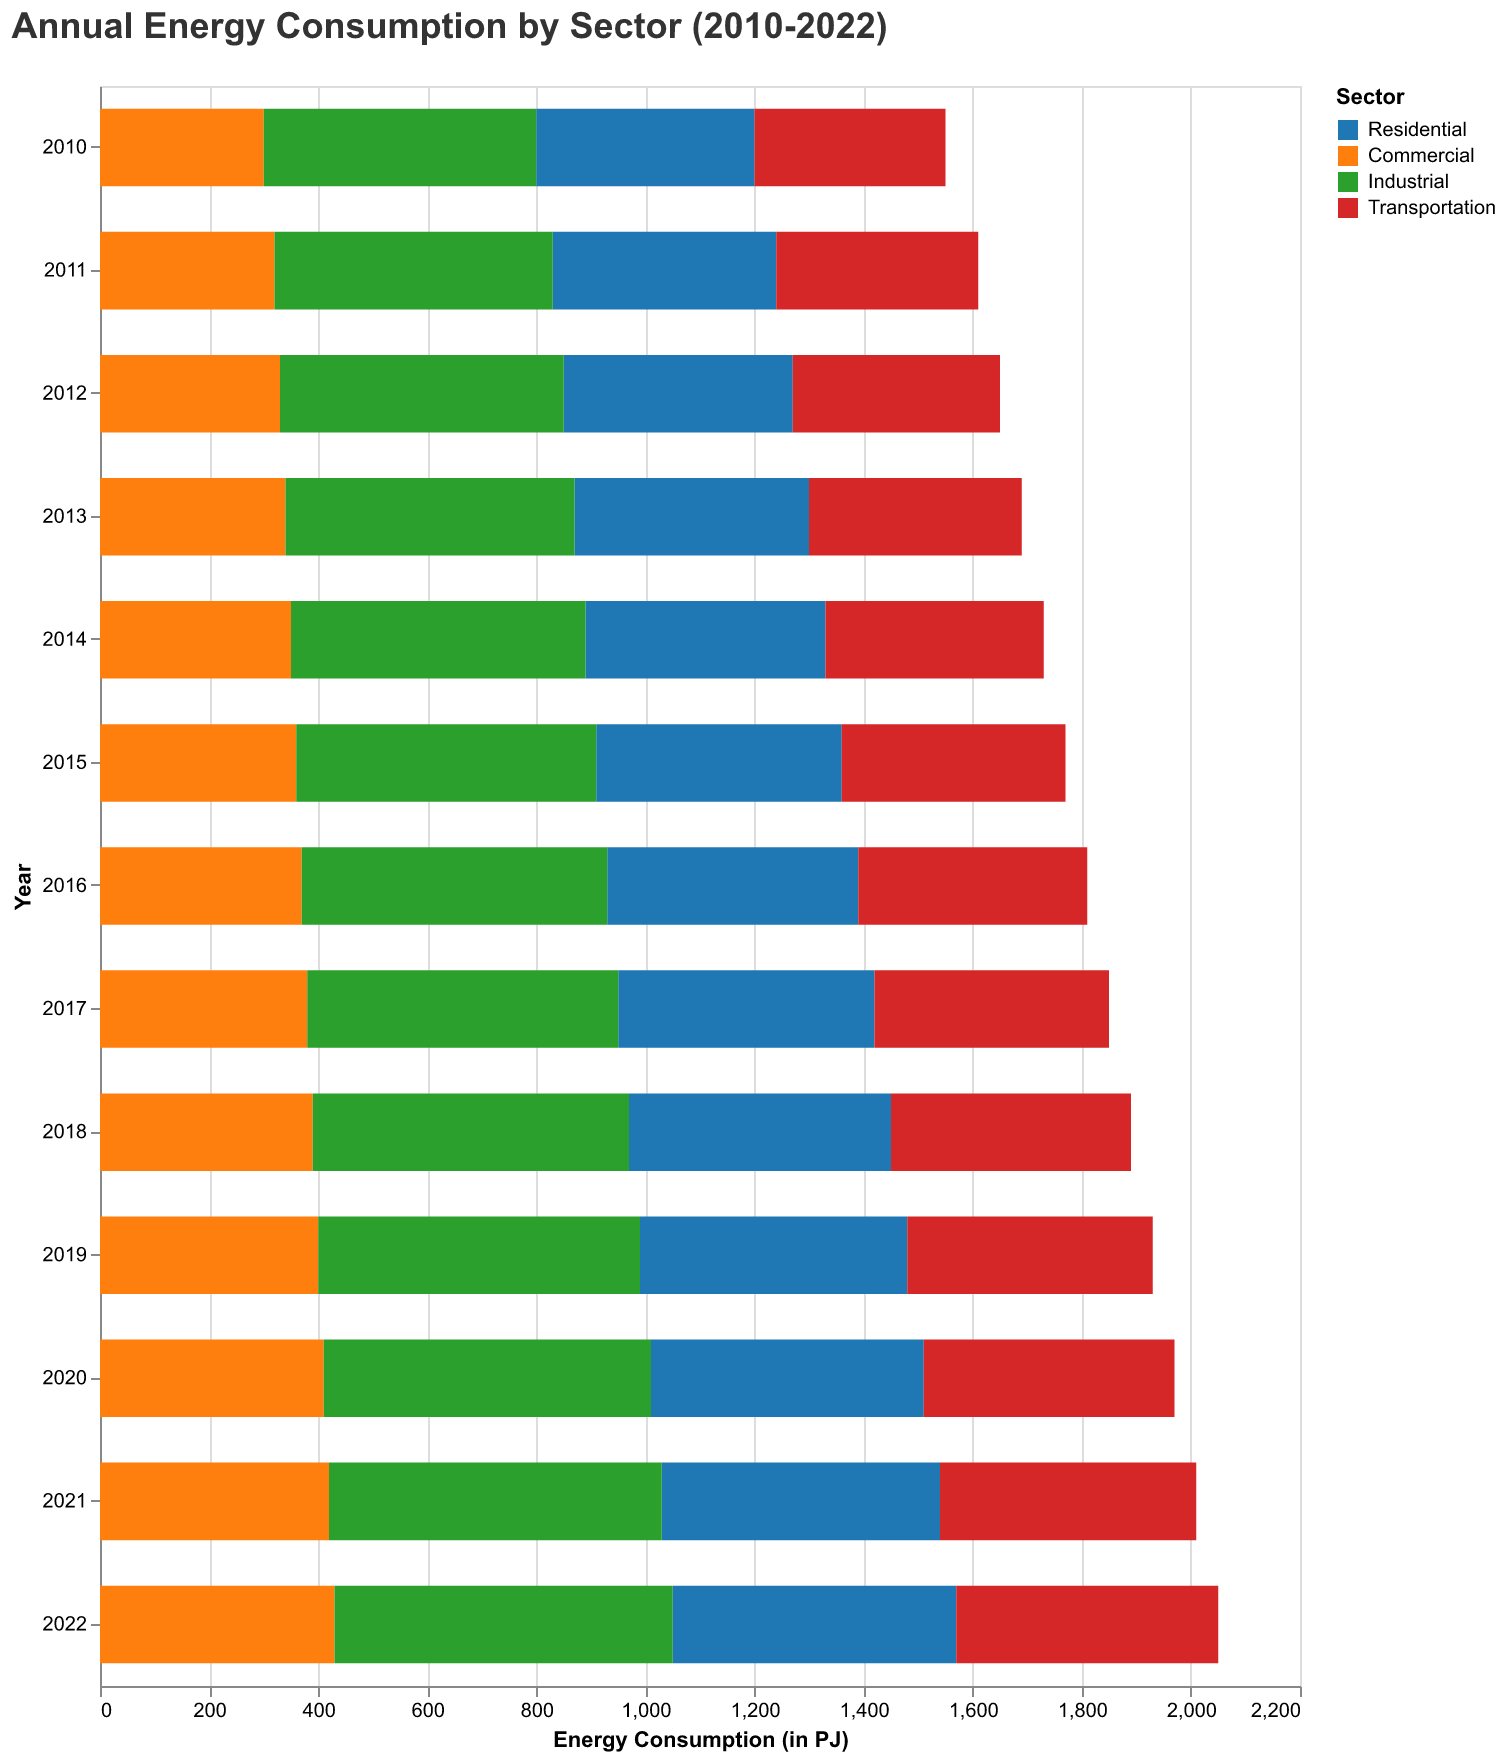 Annual Energy Consumption by Sector (2010-2022)
Sector
Residential
Commercial
Industrial
Transportation
Year
2010
2011
2012
2013
2014
2015
2016
2017
2018
2019
2020
2021
2022
0 200 400 600 800 1,000 1,200 1,400 1,600 1,800 2,000 2,200
Energy Consumption (in PJ)